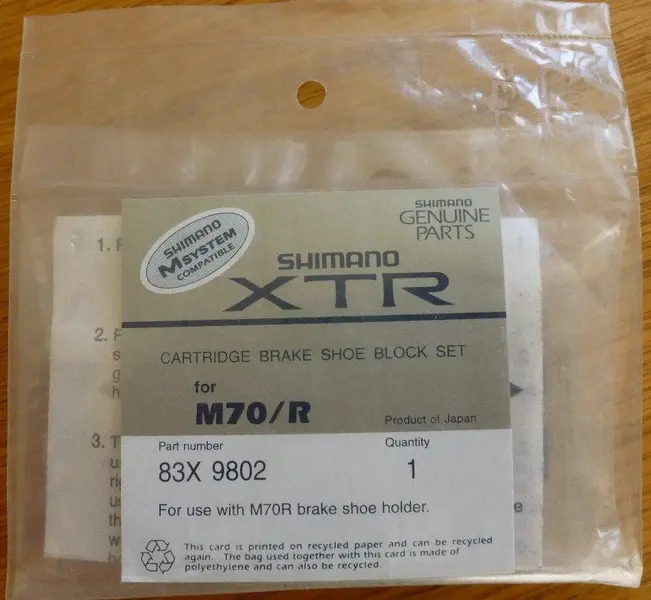 SHIMANO
GENUINE
PARTS
SHIMANO
M SYSTEM
COMPATIBLE
SHIMANO
XTR
CARTRIDGE BRAKE SHOE BLOCK SET
for
M70/R
Product of Japan
Part number
Quantity
83X 9802
1
For use with M70R brake shoe holder.
This card is printed on recycled paper and can be recycled
again. The bag used together with this card is made of
polyethylene and can also be recycled.
1.
2.
3.